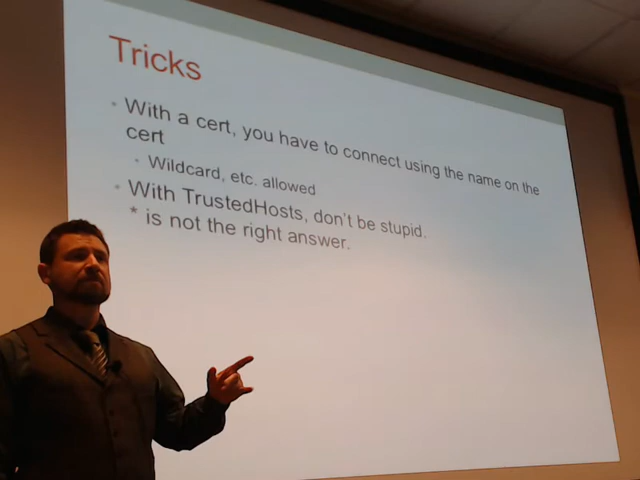 Tricks
With a cert, you have to connect using the name on the
cert
Wildcard, etc. allowed
With TrustedHosts, don't be stupid.
* is not the right answer.